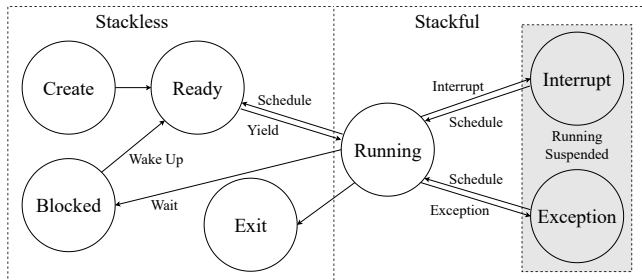 Stackless
Stackful
Create
Ready
Schedule
Yield
Interrupt
Schedule
Interrupt
Running
Running
Suspended
Wake Up
Blocked
Wait
Exit
Schedule
Exception
Exception